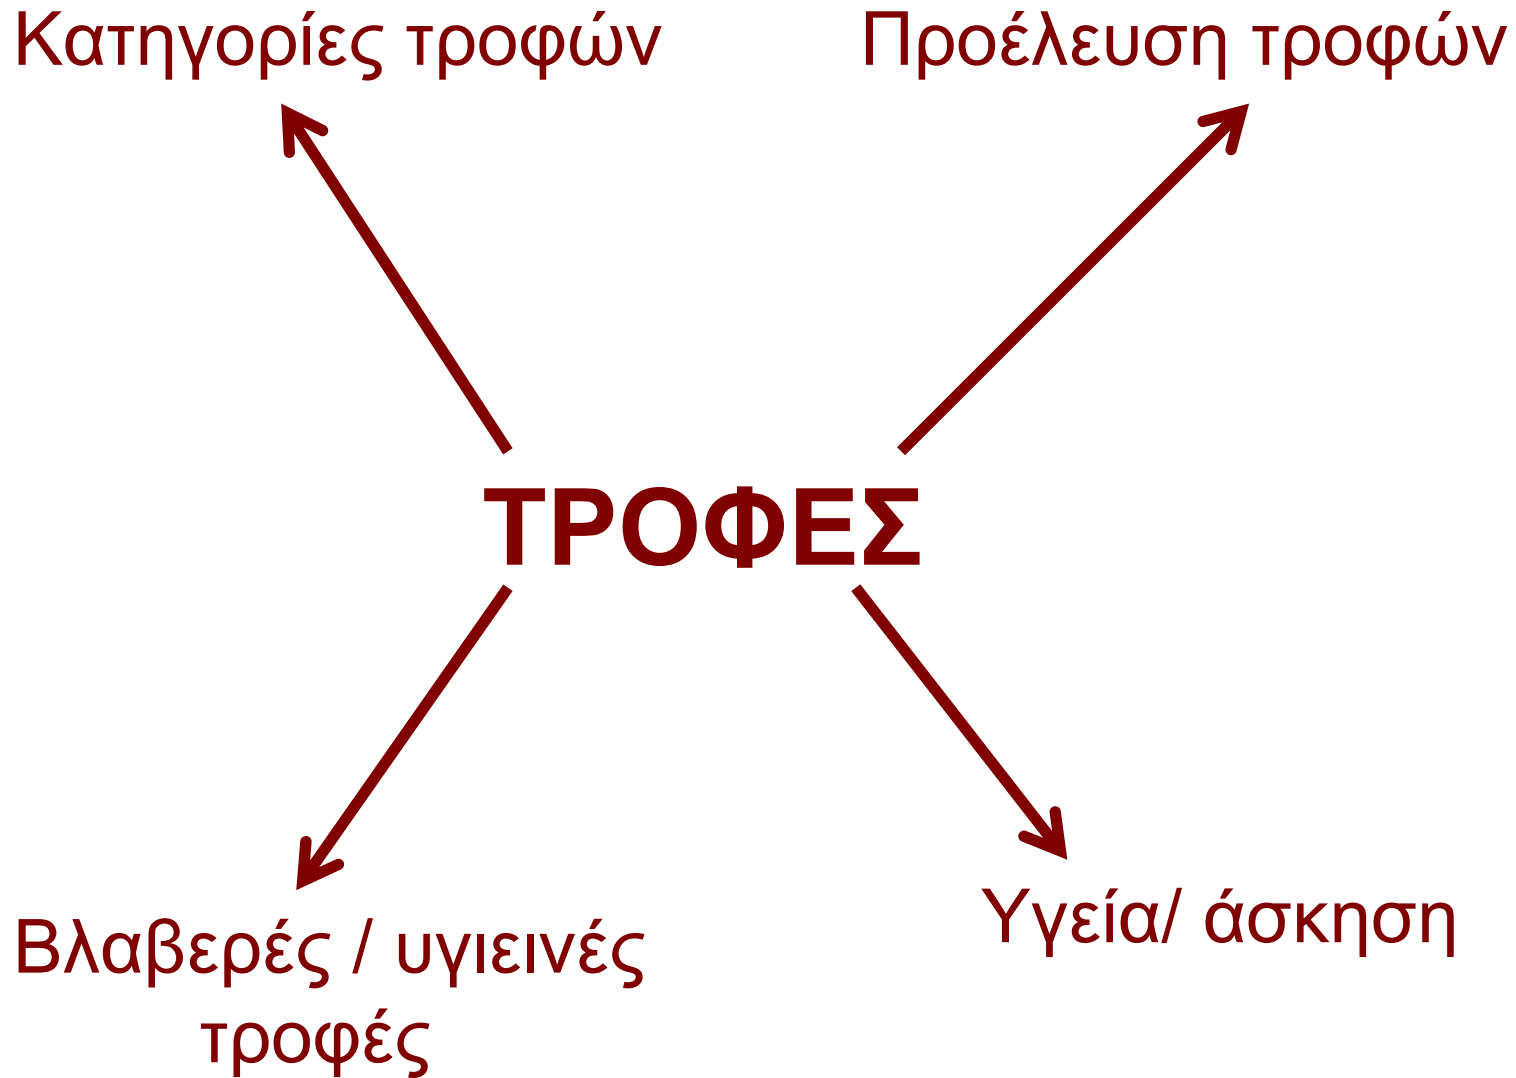 Κατηγορίες τροφών
Προέλευση τροφών
ΤΡΟΦΕΣ
Βλαβερές / υγιεινές
τροφές
Υγεία/ άσκηση